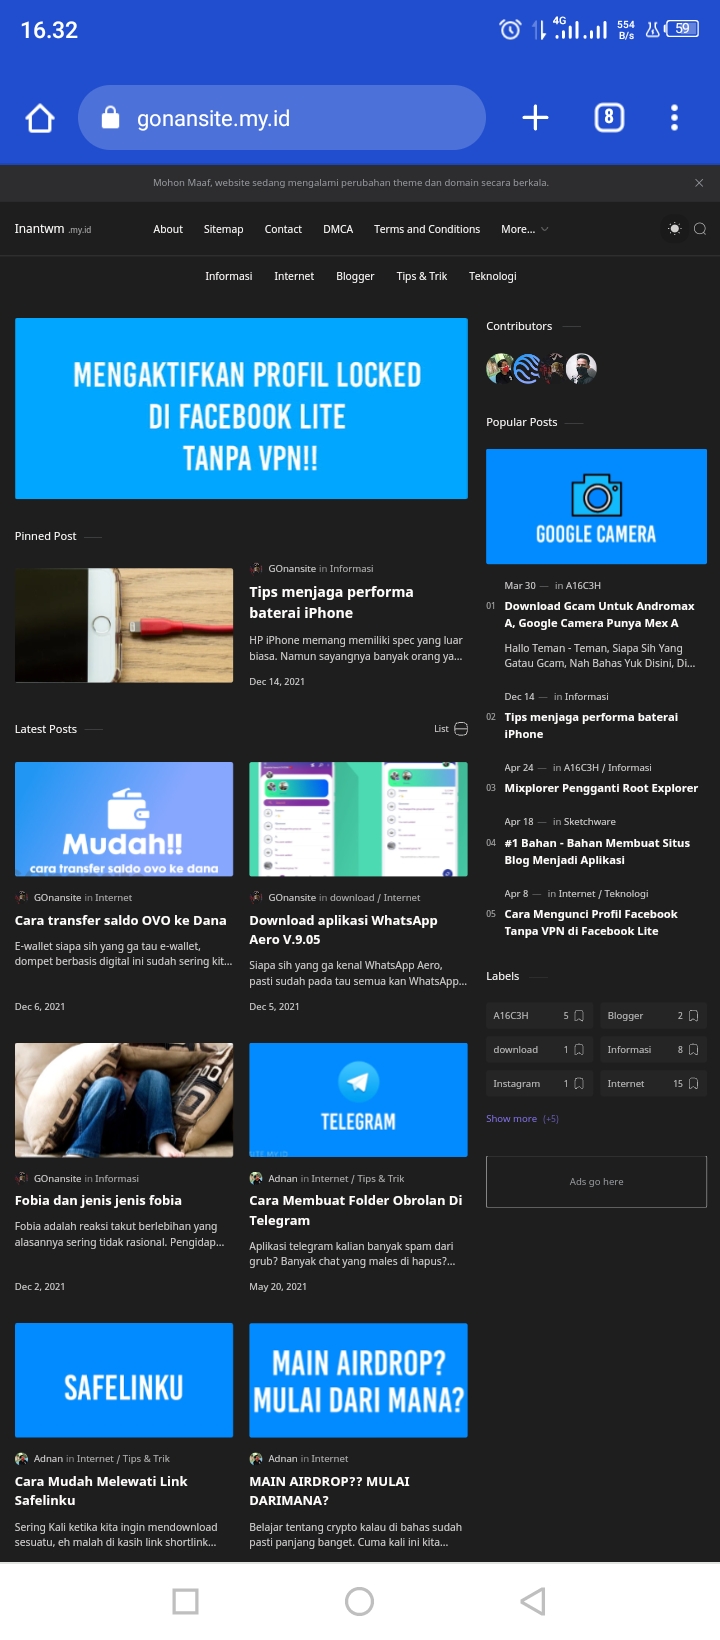 16.32
4G
554
B/s
59
gonansite.my.id
8
Mohon Maaf, website sedang mengalami perubahan theme dan domain secara berkala.
Inantwm .my.id
About
Sitemap
Contact
DMCA
Terms and Conditions
More...
Informasi
Internet
Blogger
Tips & Trik
Teknologi
MENGAKTIFKAN PROFIL LOCKED
DI FACEBOOK LITE
TANPA VPN!!
Pinned Post
GOnansite in Informasi
Tips menjaga performa
baterai iPhone
HP iPhone memang memiliki spec yang luar
biasa. Namun sayangnya banyak orang ya...
Dec 14, 2021
Latest Posts
List
Mudah!!
cara transfer saldo ovo ke dana
GOnansite in Internet
Cara transfer saldo OVO ke Dana
E-wallet siapa sih yang ga tau e-wallet,
dompet berbasis digital ini sudah sering kit...
Dec 6, 2021
GOnansite in download / Internet
Download aplikasi WhatsApp
Aero V.9.05
Siapa sih yang ga kenal WhatsApp Aero,
pasti sudah pada tau semua kan WhatsApp...
Dec 5, 2021
GOnansite in Informasi
Fobia dan jenis jenis fobia
Fobia adalah reaksi takut berlebihan yang
alasannya sering tidak rasional. Pengidap...
Dec 2, 2021
TELEGRAM
Adnan in Internet / Tips & Trik
Cara Membuat Folder Obrolan Di
Telegram
Aplikasi telegram kalian banyak spam dari
grub? Banyak chat yang males di hapus?...
May 20, 2021
SAFELINKU
Adnan in Internet / Tips & Trik
Cara Mudah Melewati Link
Safelinku
Sering Kali ketika kita ingin mendownload
sesuatu, eh malah di kasih link shortlink...
MAIN AIRDROP?
MULAI DARI MANA?
Adnan in Internet
MAIN AIRDROP?? MULAI
DARIMANA?
Belajar tentang crypto kalau di bahas sudah
pasti panjang banget. Cuma kali ini kita...
Contributors
Popular Posts
GOOGLE CAMERA
Mar 30 — in A16C3H
01 Download Gcam Untuk Andromax
A, Google Camera Punya Mex A
Hallo Teman - Teman, Siapa Sih Yang
Gatau Gcam, Nah Bahas Yuk Disini, Di...
Dec 14 — in Informasi
02 Tips menjaga performa baterai
iPhone
Apr 24 — in A16C3H / Informasi
03 Mixplorer Pengganti Root Explorer
Apr 18 — in Sketchware
04 #1 Bahan - Bahan Membuat Situs
Blog Menjadi Aplikasi
Apr 8 — in Internet / Teknologi
05 Cara Mengunci Profil Facebook
Tanpa VPN di Facebook Lite
Labels
A16C3H 5
Blogger 2
download 1
Informasi 8
Instagram 1
Internet 15
Show more (+5)
Ads go here